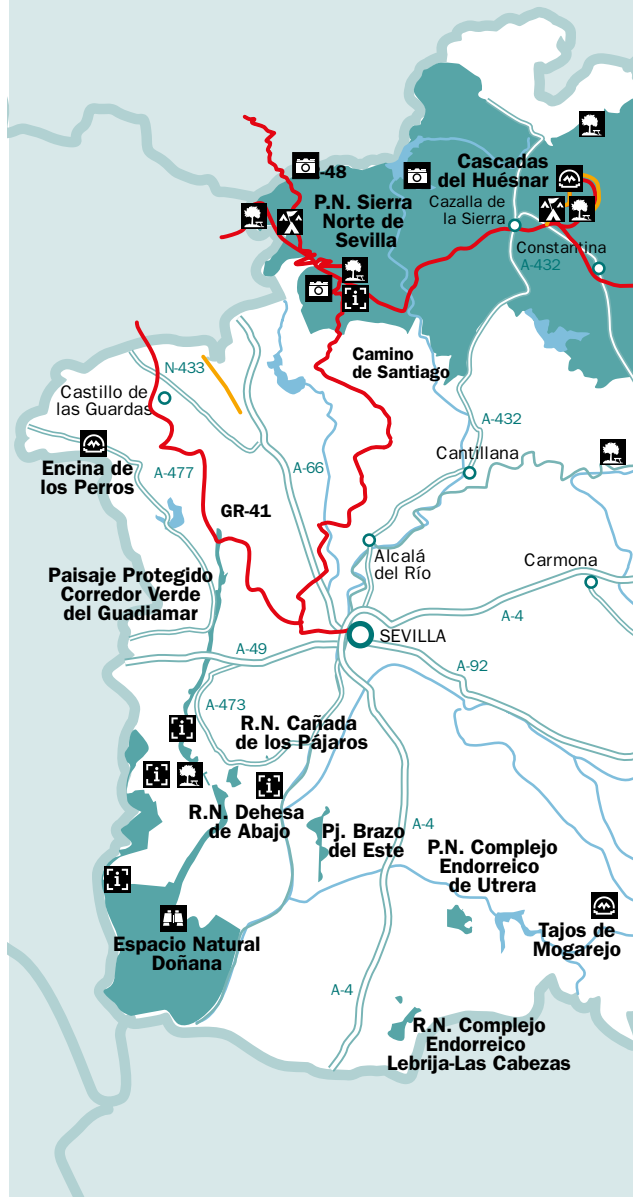 -48
Cascadas
del Huésnar
P.N. Sierra
Norte de
Sevilla
Cazalla de
la Sierra
Constantina
A-432
Camino
de Santiago
N-433
Castillo de
las Guardas
A-432
Cantillana
Encina de
los Perros
A-477
A-66
GR-41
Alcalá
del Río
Carmona
Paisaje Protegido
Corredor Verde
del Guadiamar
A-4
SEVILLA
A-49
A-92
A-473
R.N. Cañada
de los Pájaros
R.N. Dehesa
de Abajo
Pj. Brazo
del Este
A-4
P.N. Complejo
Endorreico
de Utrera
Espacio Natural
Doñana
Tajos de
Mogarejo
A-4
R.N. Complejo
Endorreico
Lebrija-Las Cabezas